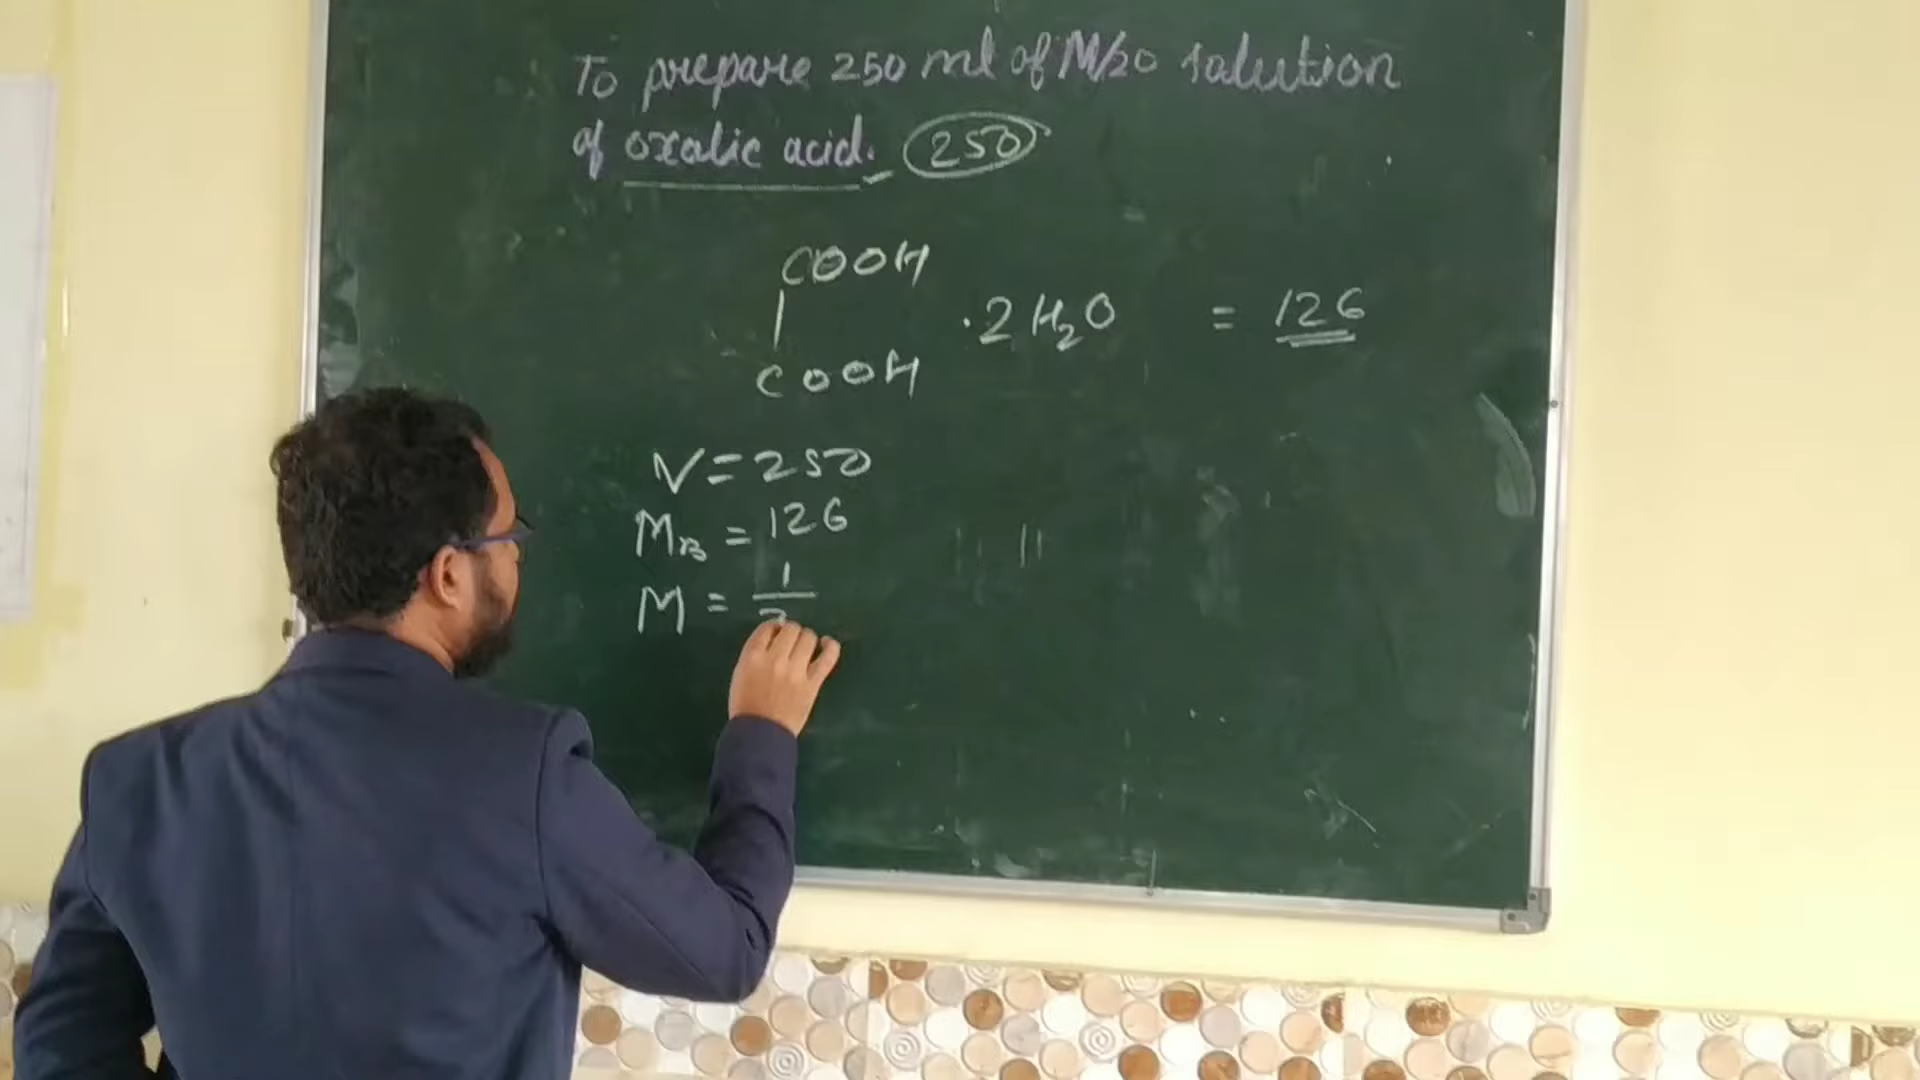 To prepare 250 ml of M/20 solution
of oxalic acid. 250
COOH
|
COOH
.2H₂O = 126
V = 250
M_B = 126
M = 1/2